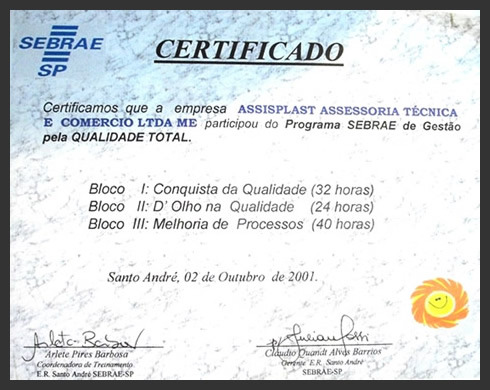 SEBRAE
SP
CERTIFICADO
Certificamos que a empresa ASSISPLAST ASSESSORIA TÉCNICA
E COMERCIO LTDA ME participou do Programa SEBRAE de Gestão
pela QUALIDADE TOTAL.
Bloco I: Conquista da Qualidade (32 horas)
Bloco II: D' Olho na Qualidade (24 horas)
Bloco III: Melhoria de Processos (40 horas)
Santo André, 02 de Outubro de 2001.
Arlete Pires Barbosa
Coordenadora de Treinamento
E.R. Santo André SEBRAE-SP
Claudio Quandt Alves Barrios
Gerente E.R. Santo André
SEBRAE-SP